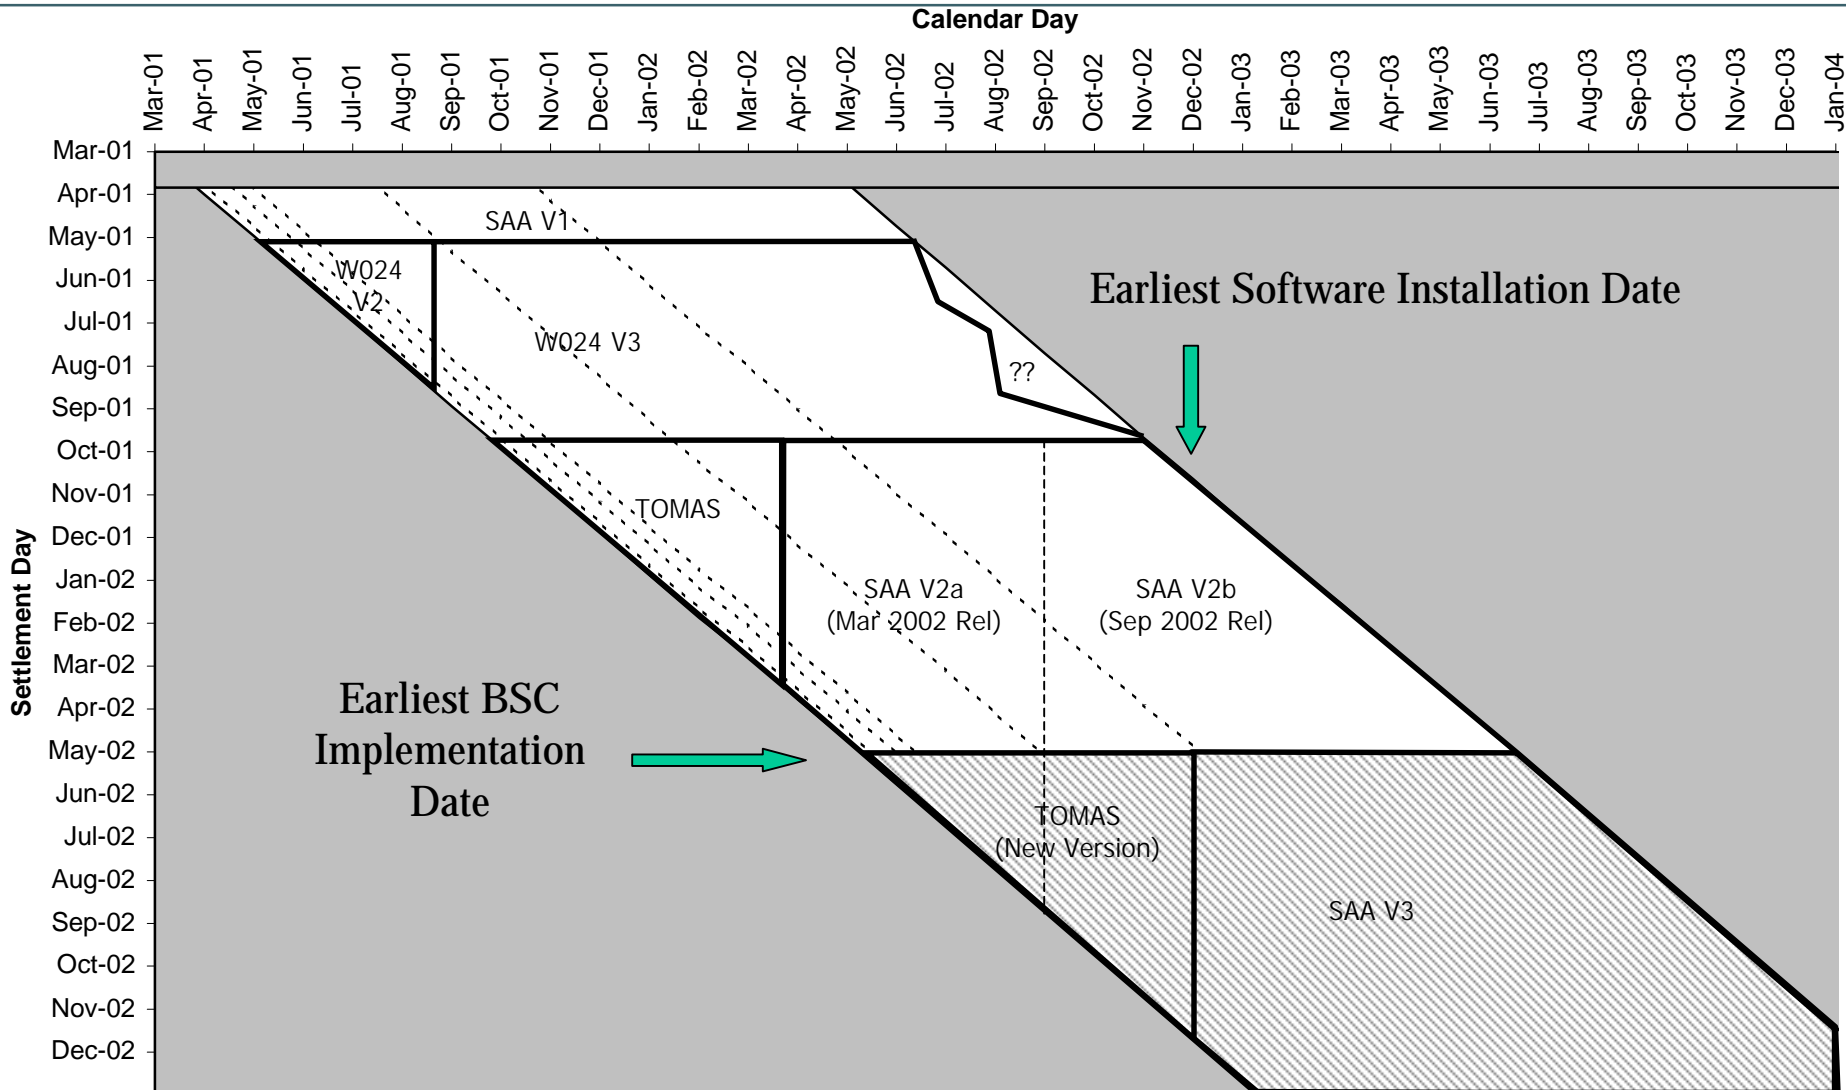 Calendar Day
Mar-01 Apr-01 May-01 Jun-01 Jul-01 Aug-01 Sep-01 Oct-01 Nov-01 Dec-01 Jan-02 Feb-02 Mar-02 Apr-02 May-02 Jun-02 Jul-02 Aug-02 Sep-02 Oct-02 Nov-02 Dec-02 Jan-03 Feb-03 Mar-03 Apr-03 May-03 Jun-03 Jul-03 Aug-03 Sep-03 Oct-03 Nov-03 Dec-03 Jan-04
Settlement Day
Mar-01
Apr-01
May-01
Jun-01
Jul-01
Aug-01
Sep-01
Oct-01
Nov-01
Dec-01
Jan-02
Feb-02
Mar-02
Apr-02
May-02
Jun-02
Jul-02
Aug-02
Sep-02
Oct-02
Nov-02
Dec-02
SAA V1
W024
V2
W024 V3
??
Earliest Software Installation Date
TOMAS
SAA V2a
(Mar 2002 Rel)
SAA V2b
(Sep 2002 Rel)
Earliest BSC
Implementation
Date
TOMAS
(New Version)
SAA V3